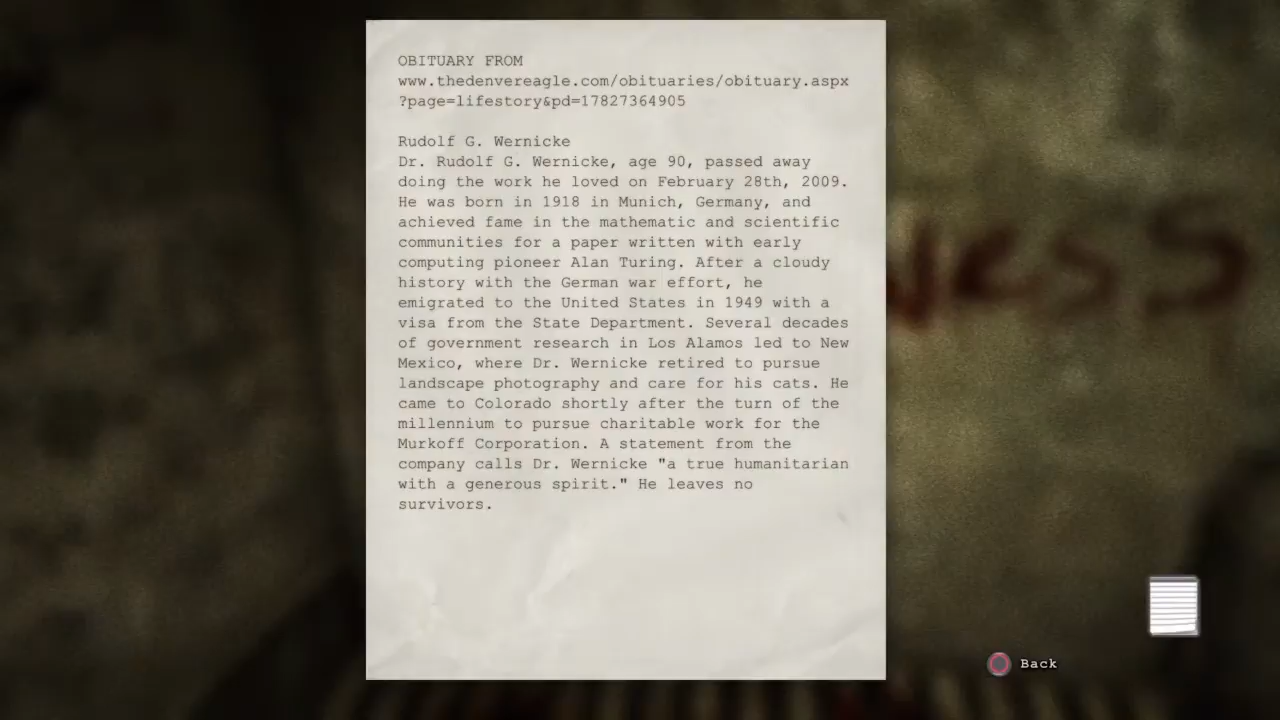 OBITUARY FROM
www.thedenvereagle.com/obituaries/obituary.aspx
?page=lifestory&pd=17827364905
Rudolf G. Wernicke
Dr. Rudolf G. Wernicke, age 90, passed away
doing the work he loved on February 28th, 2009.
He was born in 1918 in Munich, Germany, and
achieved fame in the mathematic and scientific
communities for a paper written with early
computing pioneer Alan Turing. After a cloudy
history with the German war effort, he
emigrated to the United States in 1949 with a
visa from the State Department. Several decades
of government research in Los Alamos led to New
Mexico, where Dr. Wernicke retired to pursue
landscape photography and care for his cats. He
came to Colorado shortly after the turn of the
millennium to pursue charitable work for the
Murkoff Corporation. A statement from the
company calls Dr. Wernicke "a true humanitarian
with a generous spirit." He leaves no
survivors.
Back